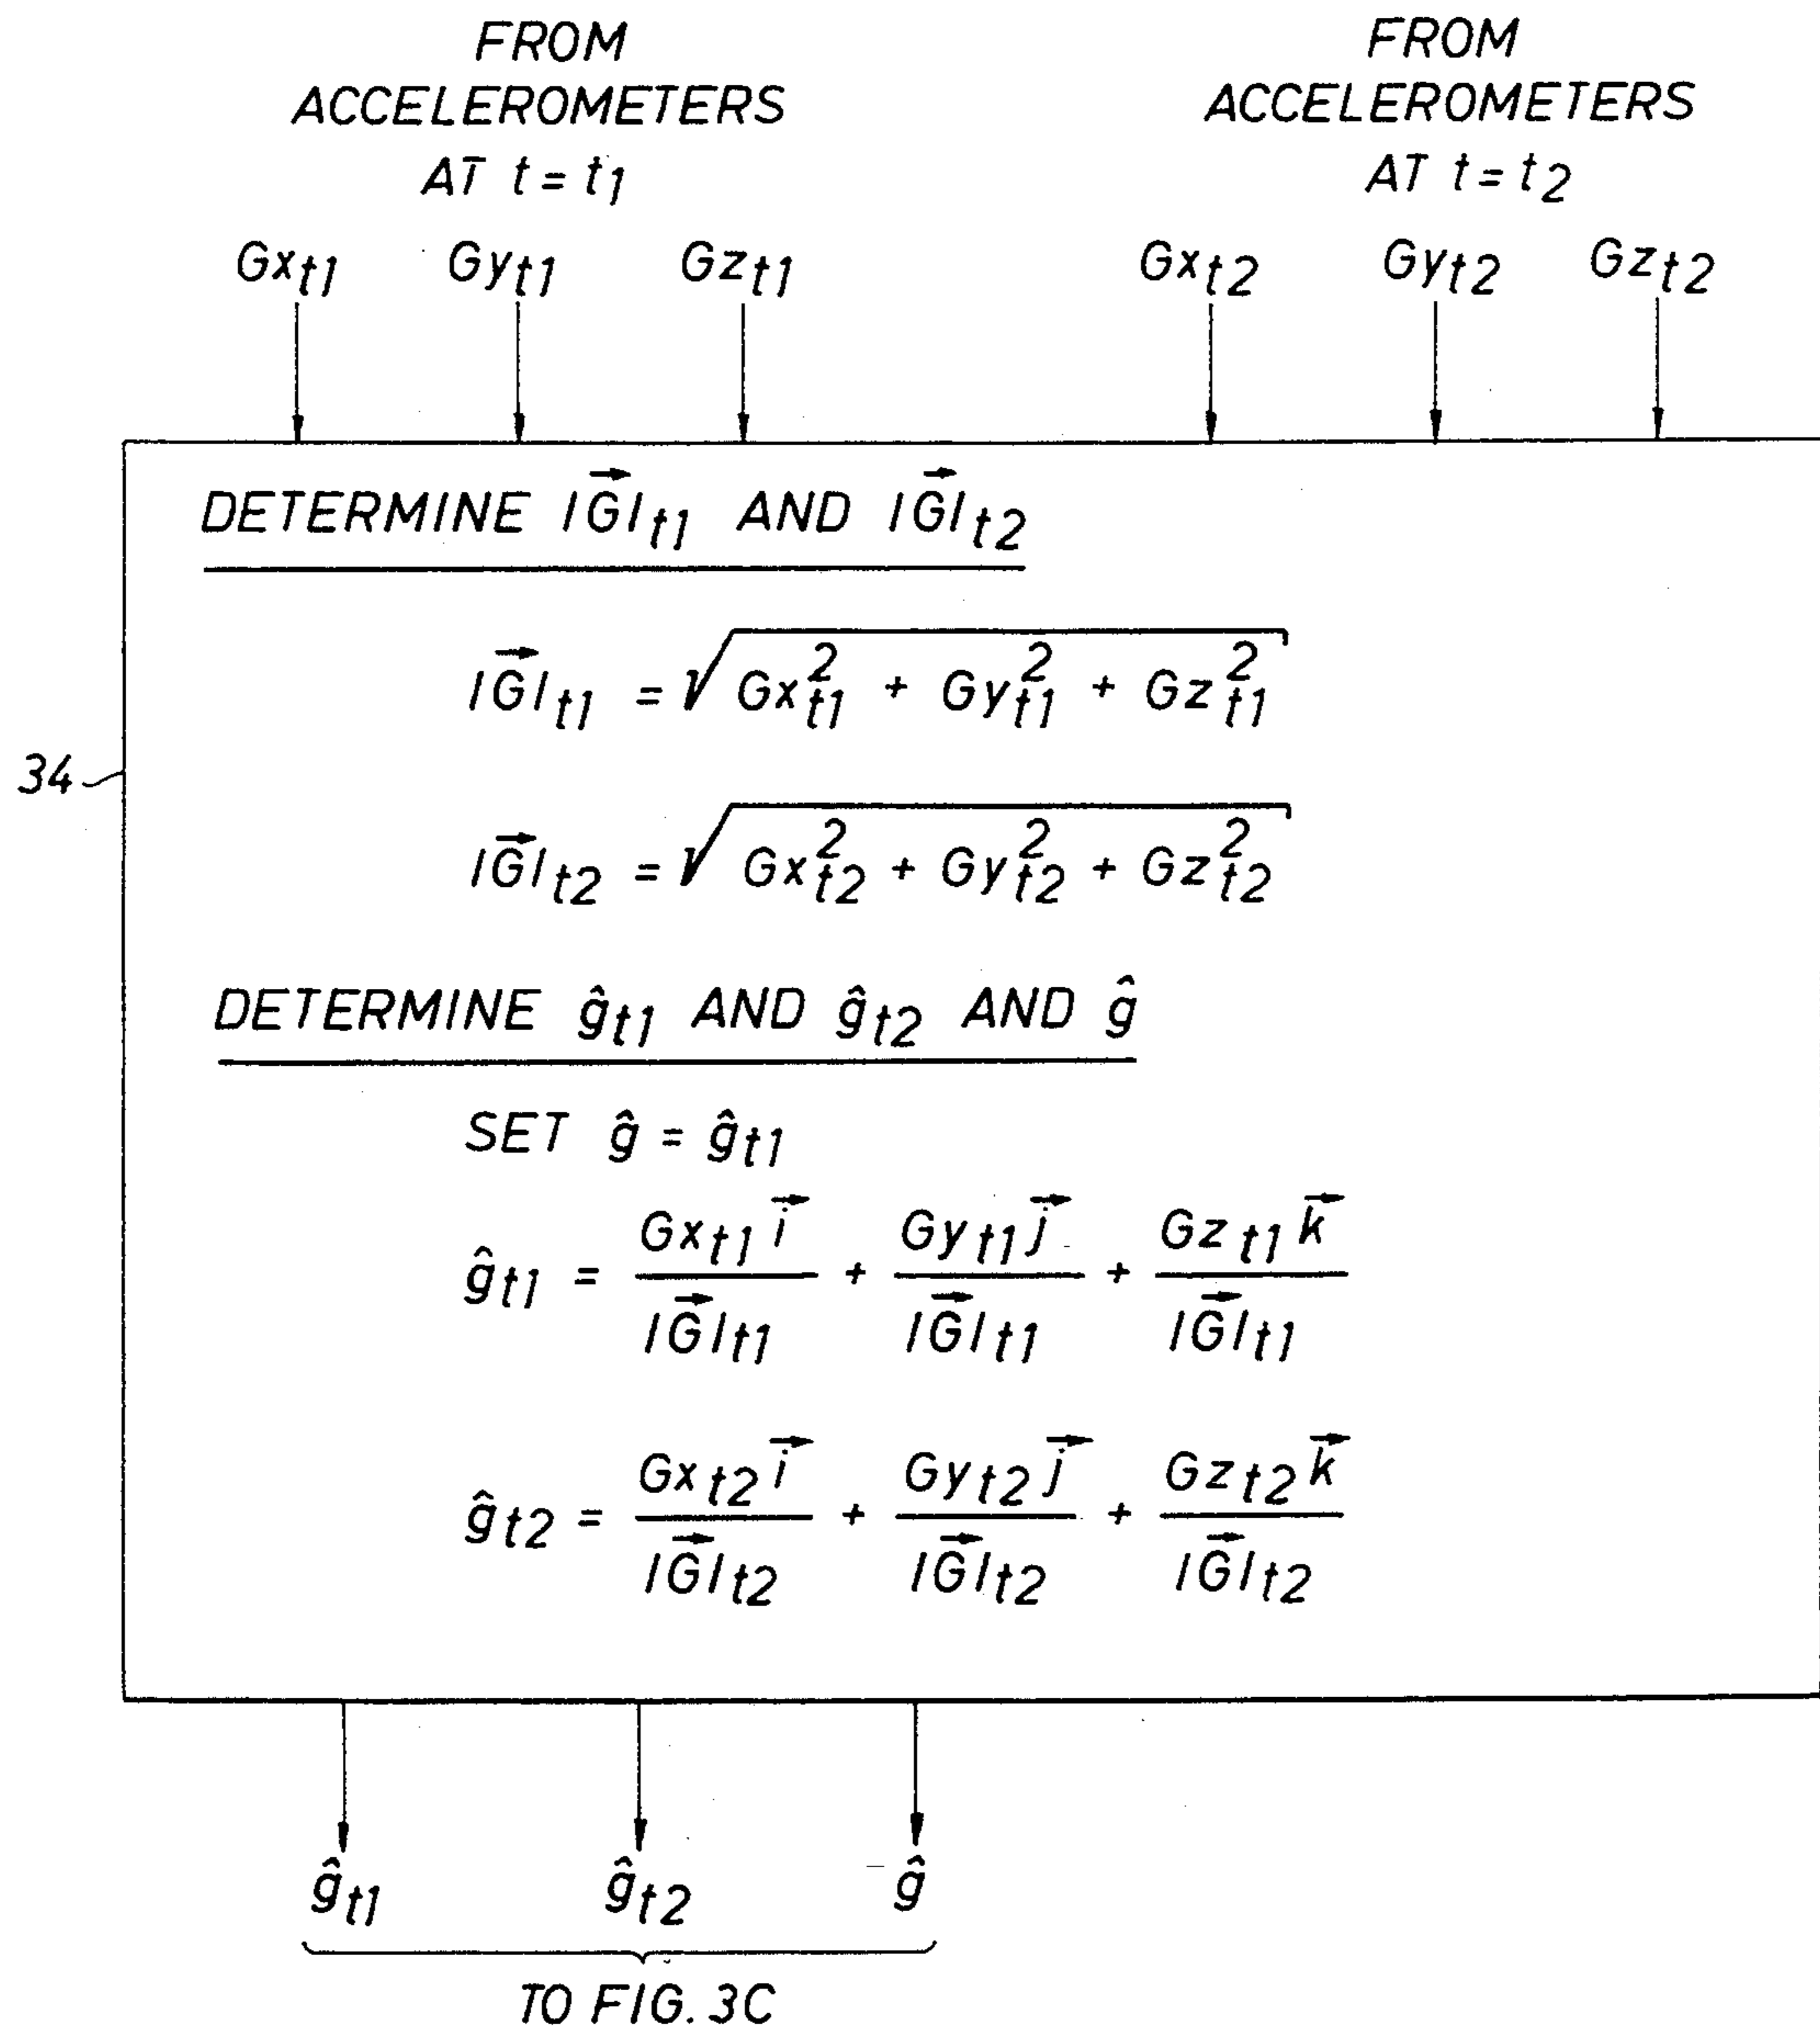 FROM
ACCELEROMETERS
AT t = t1
FROM
ACCELEROMETERS
AT t = t2
Gxt1 Gyt1 Gzt1 Gxt2 Gyt2 Gzt2
DETERMINE |G⃗|t1 AND |G⃗|t2
|G⃗|t1 = √(Gx²t1 + Gy²t1 + Gz²t1)
34
|G⃗|t2 = √(Gx²t2 + Gy²t2 + Gz²t2)
DETERMINE ĝt1 AND ĝt2 AND ĝ
SET ĝ = ĝt1
ĝt1 = Gxt1 i⃗ / |G⃗|t1 + Gyt1 j⃗ / |G⃗|t1 + Gzt1 k⃗ / |G⃗|t1
ĝt2 = Gxt2 i⃗ / |G⃗|t2 + Gyt2 j⃗ / |G⃗|t2 + Gzt2 k⃗ / |G⃗|t2
ĝt1 ĝt2 ĝ
TO FIG. 3C